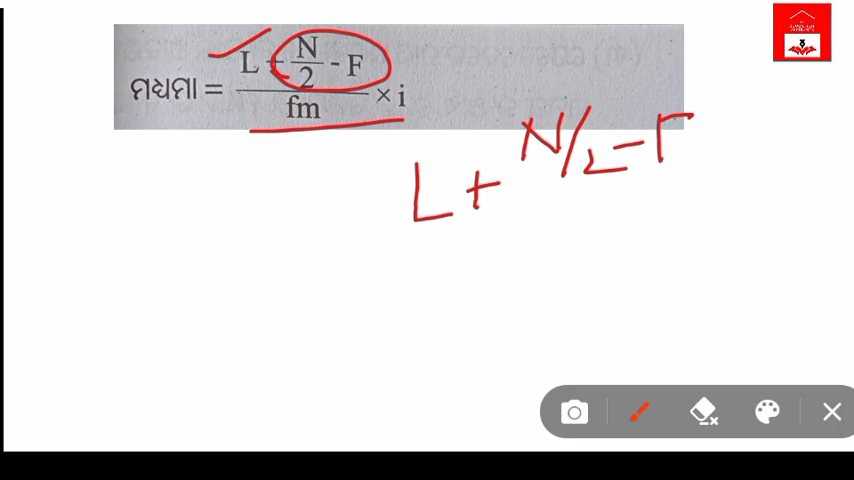 ମଧ୍ୟମା = (L + N/2 - F) / fm × i
L + N/2 - F